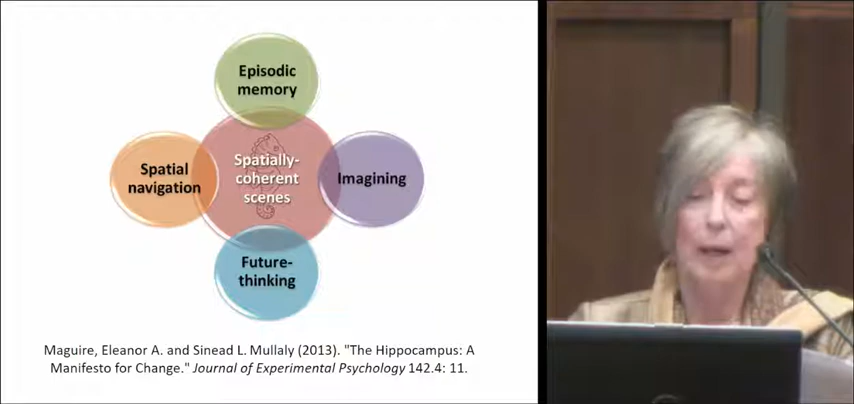 Episodic
memory
Spatial
navigation
Spatially-
coherent
scenes
Imagining
Future-
thinking
Maguire, Eleanor A. and Sinead L. Mullaly (2013). "The Hippocampus: A
Manifesto for Change." Journal of Experimental Psychology 142.4: 11.